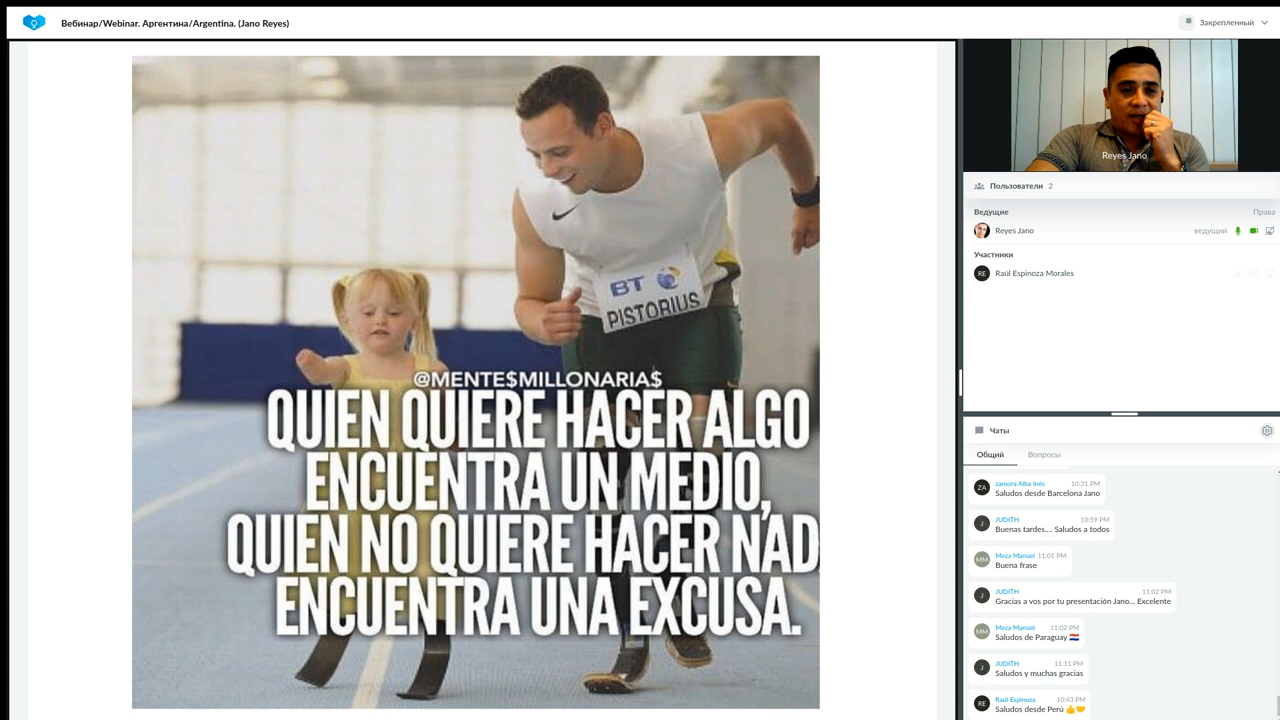 Вебинар/Webinar. Аргентина/Argentina. (Jano Reyes)
Закрепленный
BT
PISTORIUS
@MENTE$MILLONARIA$
QUIEN QUIERE HACER ALGO
ENCUENTRA UN MEDIO,
QUIEN NO QUIERE HACER NAD
ENCUENTRA UNA EXCUSA.
Reyes Jano
Пользователи 2
Ведущие Права
Reyes Jano ведущий
Участники
RE Raúl Espinoza Morales
Чаты
Общий Вопросы
ZA zamora Alba Inés 10:31 PM
Saludos desde Barcelona Jano
J JUDITH 10:59 PM
Buenas tardes.... Saludos a todos
MM Meza Manuel 11:01 PM
Buena frase
J JUDITH 11:02 PM
Gracias a vos por tu presentación Jano... Excelente
MM Meza Manuel 11:02 PM
Saludos de Paraguay 🇵🇾
J JUDITH 11:11 PM
Saludos y muchas gracias
RE Raúl Espinoza 10:43 PM
Saludos desde Perú 👍🤝